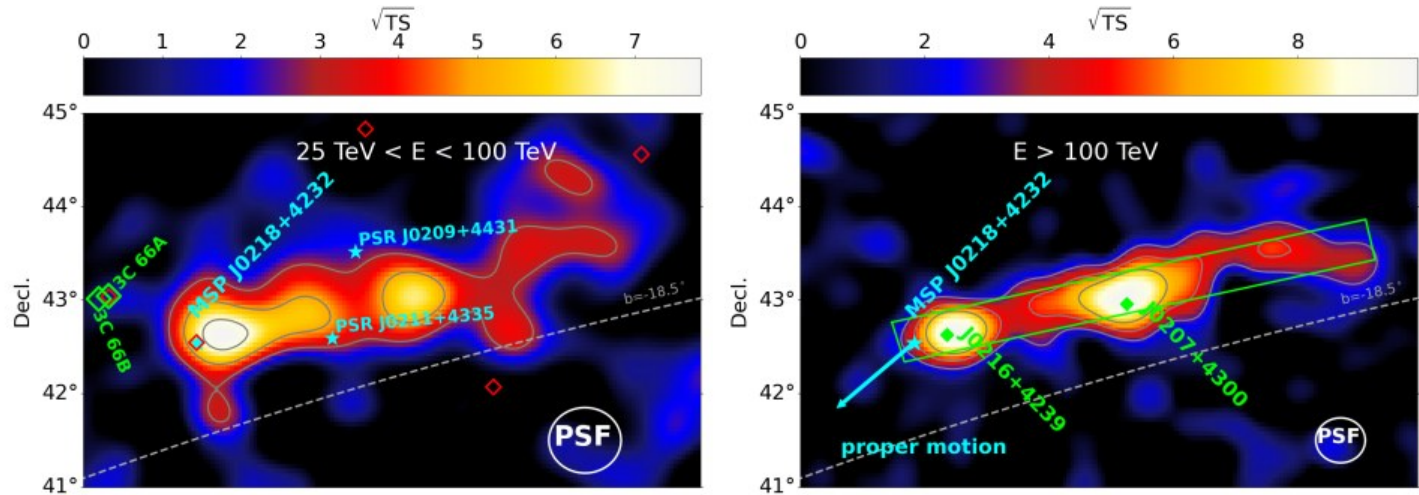 √TS
0 1 2 3 4 5 6 7
45°
44°
43°
42°
41°
Decl.
25 TeV < E < 100 TeV
MSP J0218+4232
PSR J0209+4431
PSR J0211+4335
3C 66A
3C 66B
b=-18.5°
PSF
√TS
0 2 4 6 8
45°
44°
43°
42°
41°
Decl.
E > 100 TeV
MSP J0218+4232
J0216+4239
J0207+4300
b=-18.5°
proper motion
PSF